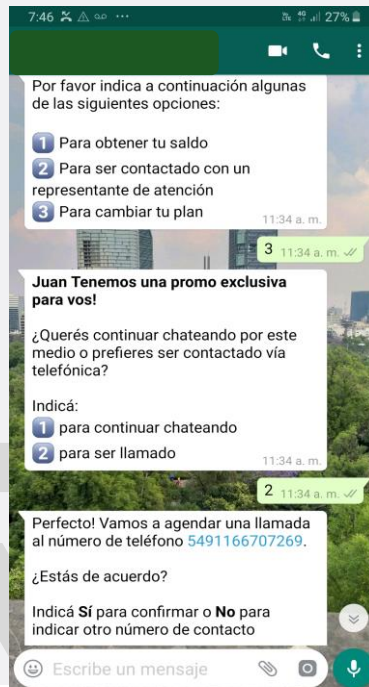 7:46
27%
Por favor indica a continuación algunas
de las siguientes opciones:
1 Para obtener tu saldo
2 Para ser contactado con un
representante de atención
3 Para cambiar tu plan
11:34 a. m.
3 11:34 a. m.
Juan Tenemos una promo exclusiva
para vos!
¿Querés continuar chateando por este
medio o prefieres ser contactado vía
telefónica?
Indicá:
1 para continuar chateando
2 para ser llamado
11:34 a. m.
2 11:34 a. m.
Perfecto! Vamos a agendar una llamada
al número de teléfono 5491166707269.
¿Estás de acuerdo?
Indicá Sí para confirmar o No para
indicar otro número de contacto
Escribe un mensaje